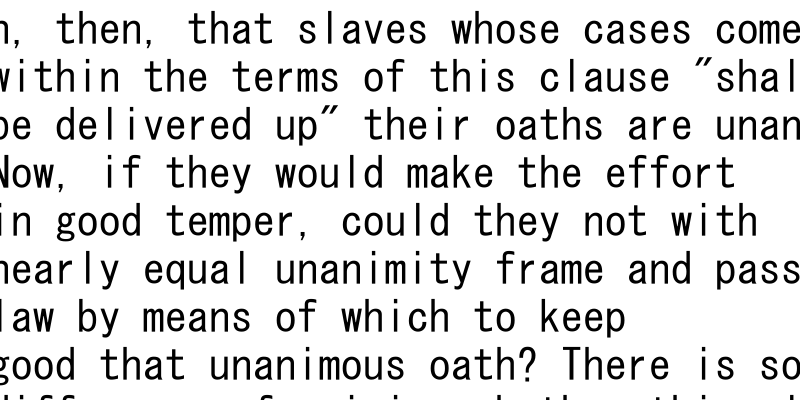 then, that slaves whose cases come
within the terms of this clause "shal
be delivered up" their oaths are unan
Now, if they would make the effort
in good temper, could they not with
nearly equal unanimity frame and pass
law by means of which to keep
good that unanimous oath? There is so